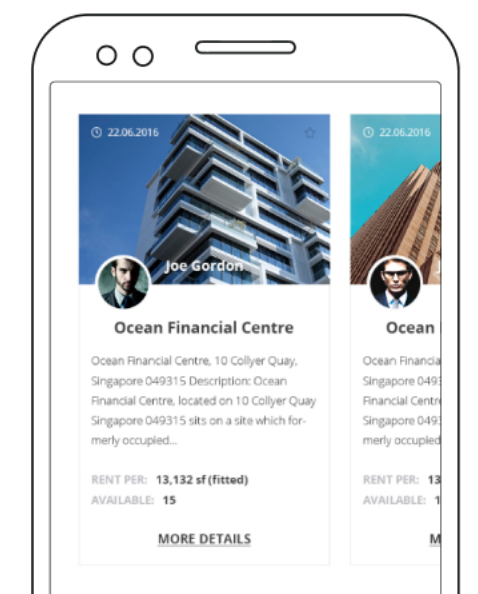 22.06.2016
Joe Gordon
Ocean Financial Centre
Ocean Financial Centre, 10 Collyer Quay,
Singapore 049315 Description: Ocean
Financial Centre, located on 10 Collyer Quay
Singapore 049315 sits on a site which for-
merly occupied...
RENT PER: 13,132 sf (fitted)
AVAILABLE: 15
MORE DETAILS
22.06.2016
Ocean
Ocean Financia
Singapore 049
Financial Centr
Singapore 049
merly occupied
RENT PER: 13
AVAILABLE: 1
M